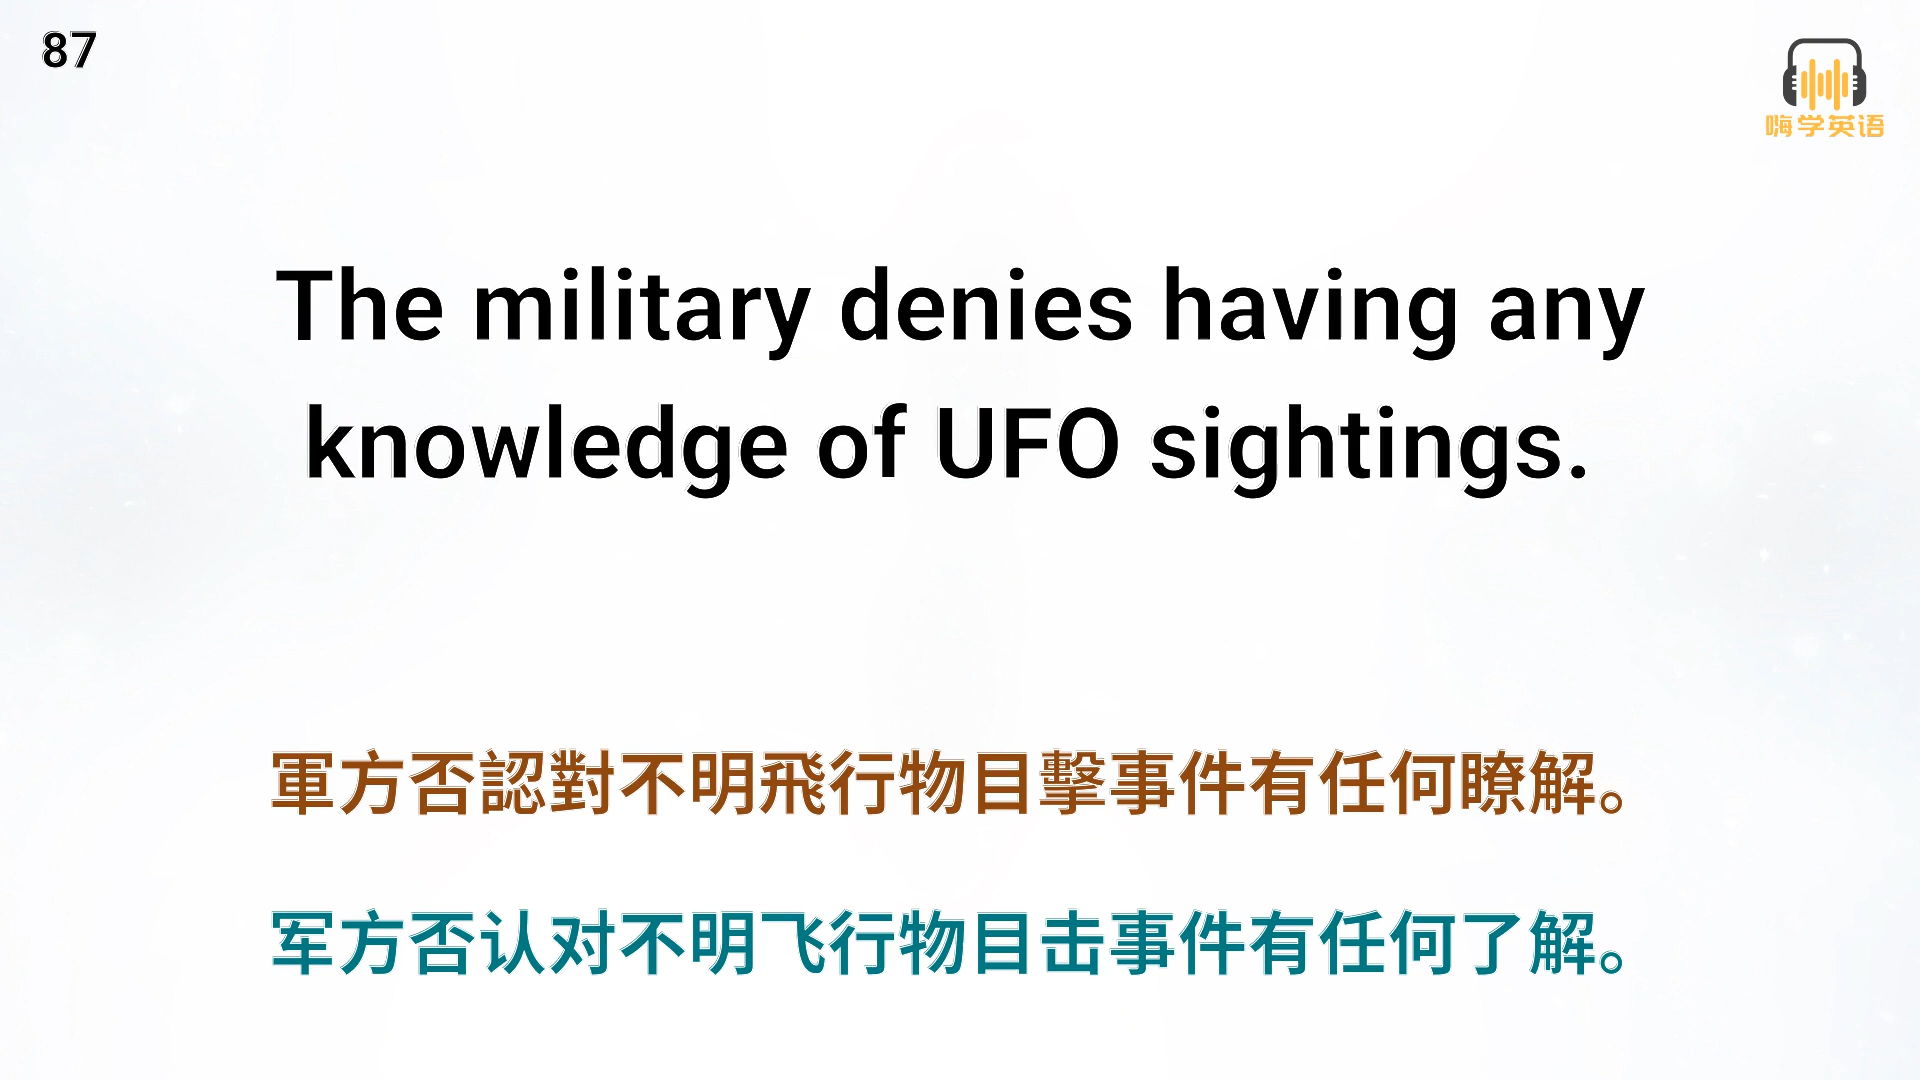 87
嗨学英语
The military denies having any
knowledge of UFO sightings.
軍方否認對不明飛行物目擊事件有任何瞭解。
军方否认对不明飞行物目击事件有任何了解。